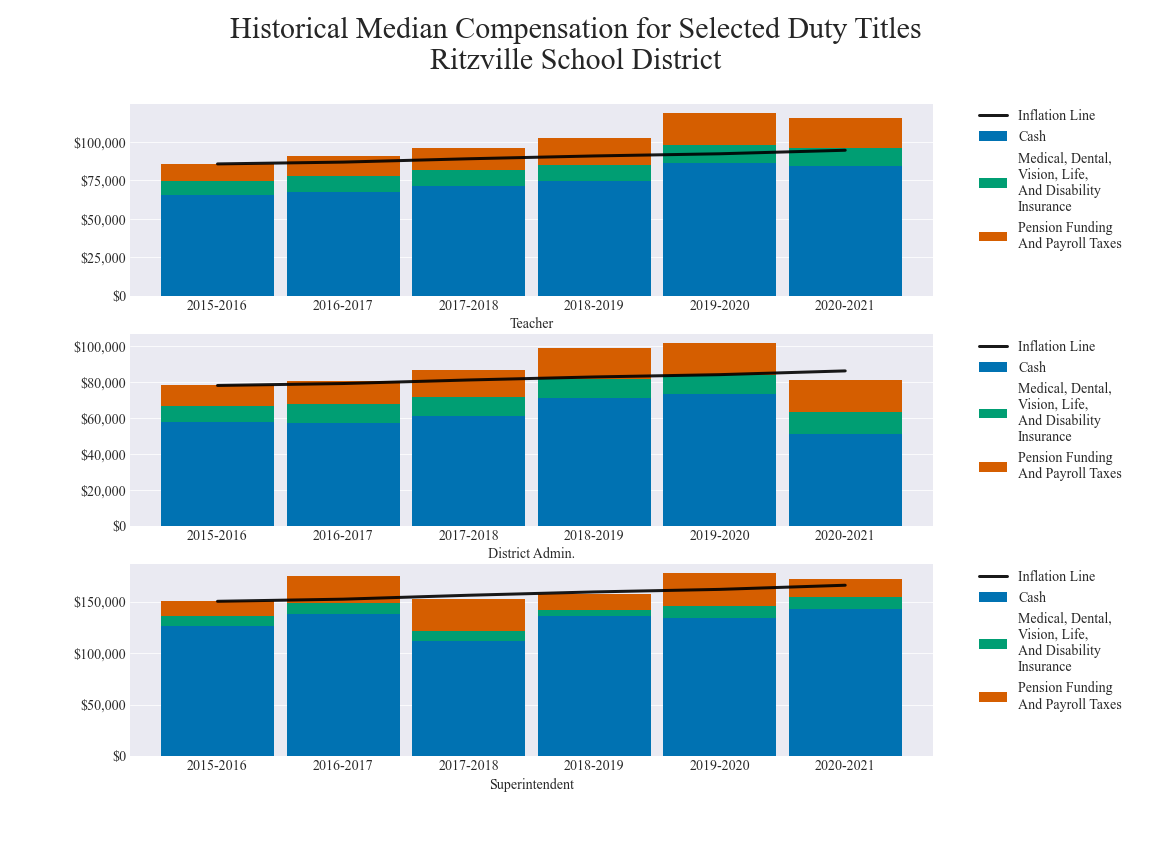 Historical Median Compensation for Selected Duty Titles
Ritzville School District
$100,000
$75,000
$50,000
$25,000
$0
2015-2016 2016-2017 2017-2018 2018-2019 2019-2020 2020-2021
Teacher
Inflation Line
Cash
Medical, Dental,
Vision, Life,
And Disability
Insurance
Pension Funding
And Payroll Taxes
$100,000
$80,000
$60,000
$40,000
$20,000
$0
2015-2016 2016-2017 2017-2018 2018-2019 2019-2020 2020-2021
District Admin.
Inflation Line
Cash
Medical, Dental,
Vision, Life,
And Disability
Insurance
Pension Funding
And Payroll Taxes
$150,000
$100,000
$50,000
$0
2015-2016 2016-2017 2017-2018 2018-2019 2019-2020 2020-2021
Superintendent
Inflation Line
Cash
Medical, Dental,
Vision, Life,
And Disability
Insurance
Pension Funding
And Payroll Taxes